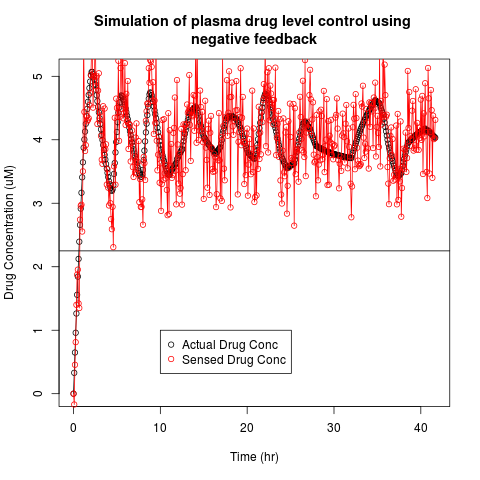 Simulation of plasma drug level control using
negative feedback
Drug Concentration (uM)
5
4
3
2
1
0
Actual Drug Conc
Sensed Drug Conc
0 10 20 30 40
Time (hr)